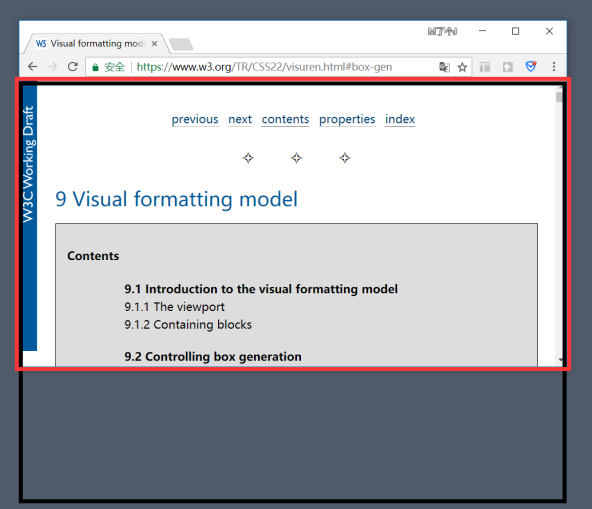 W3 Visual formatting mod
安全 https://www.w3.org/TR/CSS22/visuren.html#box-gen
W3C Working Draft
previous next contents properties index
9 Visual formatting model
Contents
9.1 Introduction to the visual formatting model
9.1.1 The viewport
9.1.2 Containing blocks
9.2 Controlling box generation